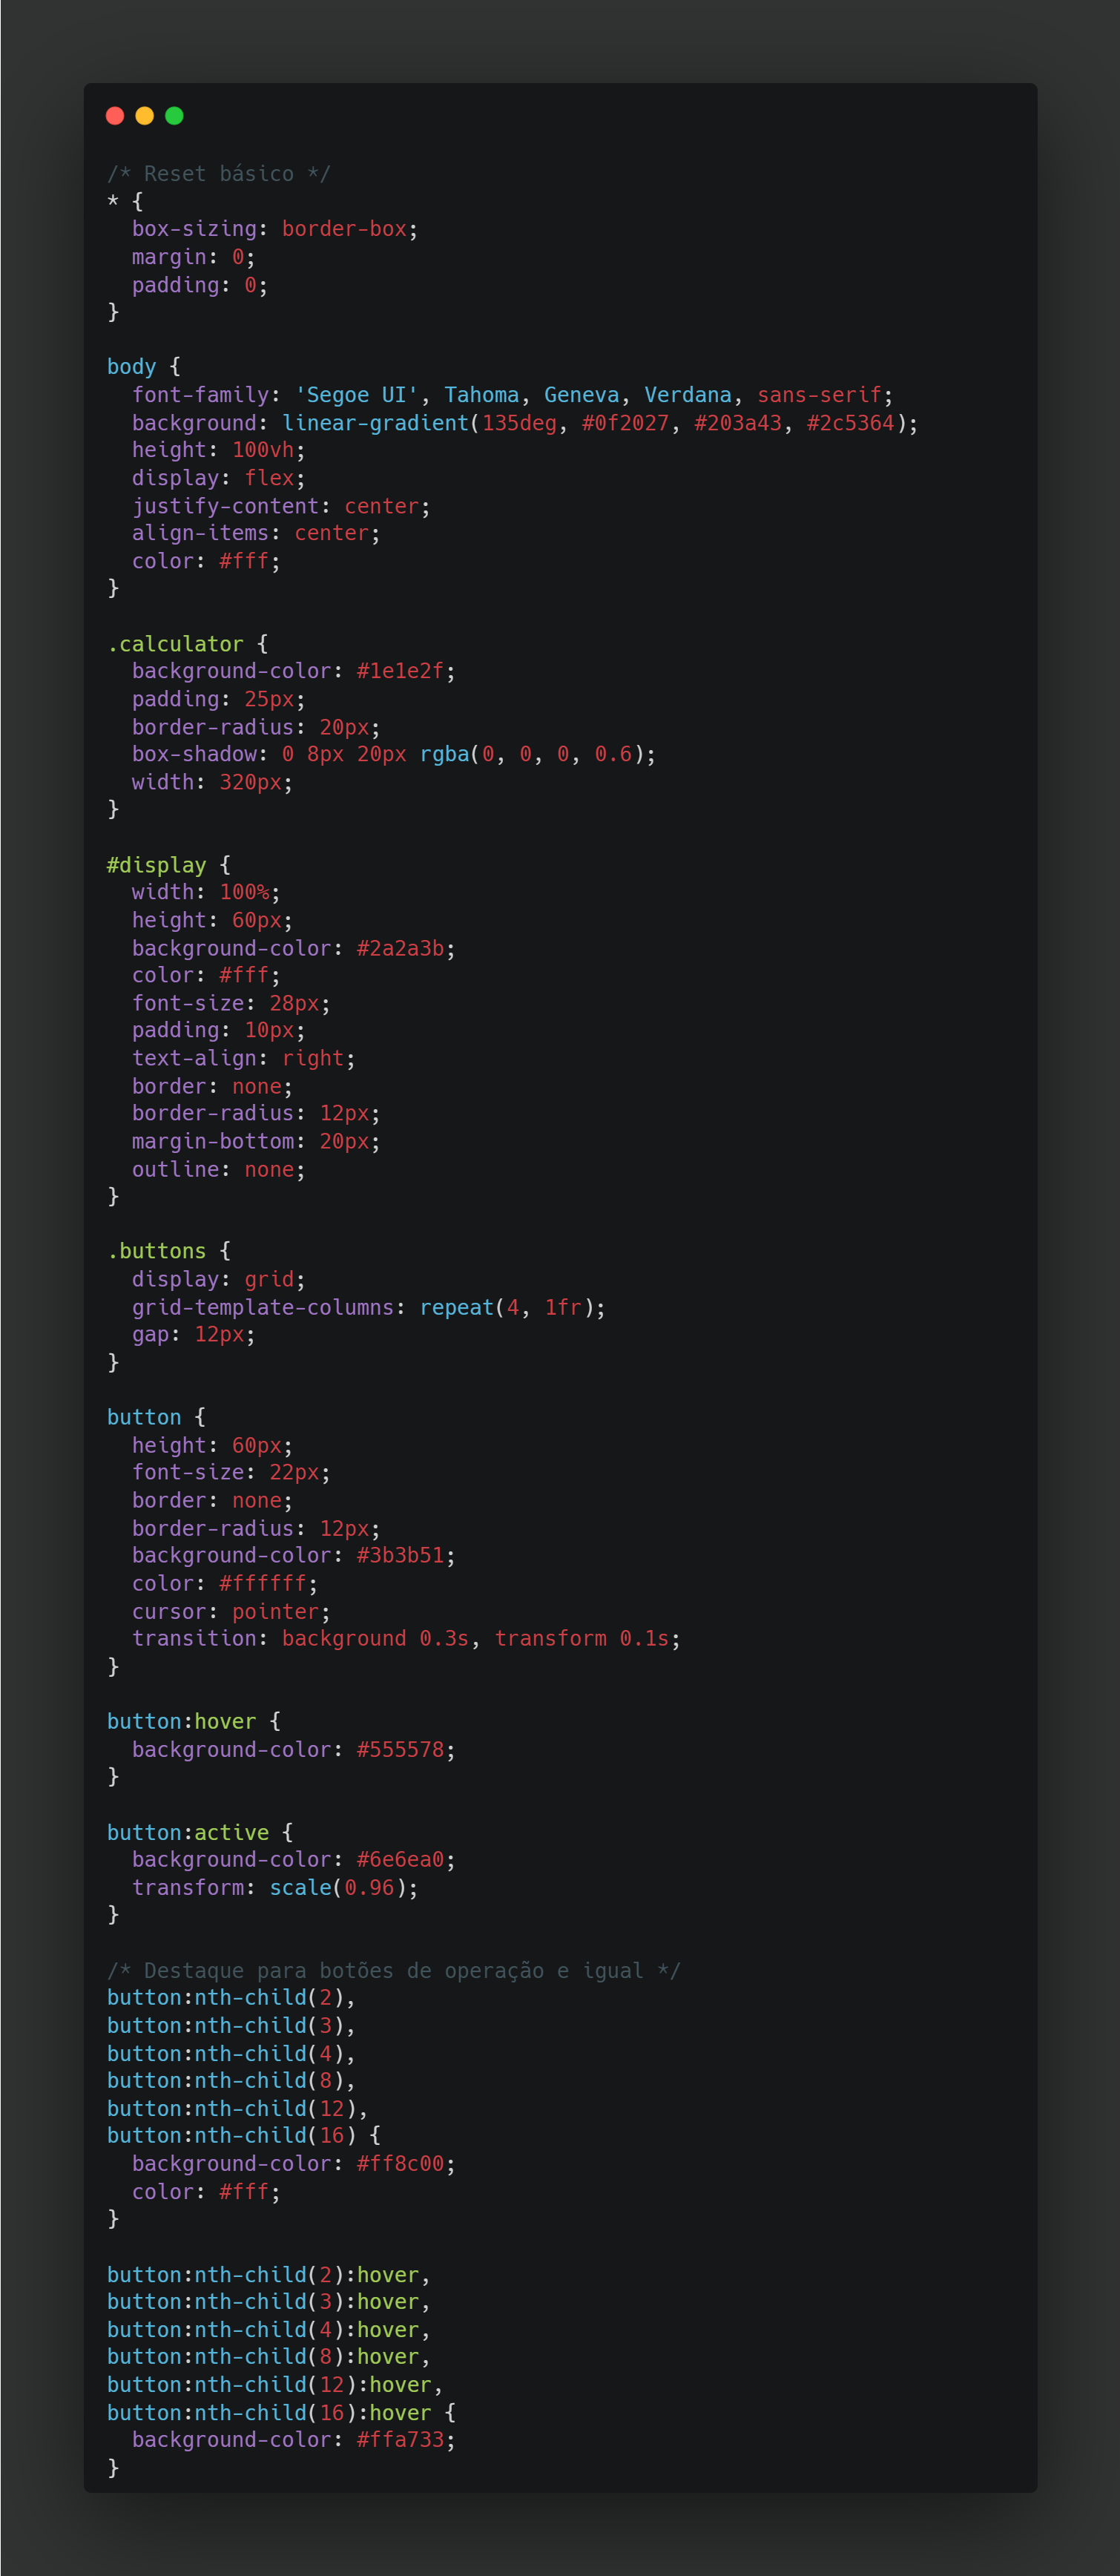 /* Reset básico */
* {
  box-sizing: border-box;
  margin: 0;
  padding: 0;
}

body {
  font-family: 'Segoe UI', Tahoma, Geneva, Verdana, sans-serif;
  background: linear-gradient(135deg, #0f2027, #203a43, #2c5364);
  height: 100vh;
  display: flex;
  justify-content: center;
  align-items: center;
  color: #fff;
}

.calculator {
  background-color: #1e1e2f;
  padding: 25px;
  border-radius: 20px;
  box-shadow: 0 8px 20px rgba(0, 0, 0, 0.6);
  width: 320px;
}

#display {
  width: 100%;
  height: 60px;
  background-color: #2a2a3b;
  color: #fff;
  font-size: 28px;
  padding: 10px;
  text-align: right;
  border: none;
  border-radius: 12px;
  margin-bottom: 20px;
  outline: none;
}

.buttons {
  display: grid;
  grid-template-columns: repeat(4, 1fr);
  gap: 12px;
}

button {
  height: 60px;
  font-size: 22px;
  border: none;
  border-radius: 12px;
  background-color: #3b3b51;
  color: #ffffff;
  cursor: pointer;
  transition: background 0.3s, transform 0.1s;
}

button:hover {
  background-color: #555578;
}

button:active {
  background-color: #6e6ea0;
  transform: scale(0.96);
}

/* Destaque para botões de operação e igual */
button:nth-child(2),
button:nth-child(3),
button:nth-child(4),
button:nth-child(8),
button:nth-child(12),
button:nth-child(16) {
  background-color: #ff8c00;
  color: #fff;
}

button:nth-child(2):hover,
button:nth-child(3):hover,
button:nth-child(4):hover,
button:nth-child(8):hover,
button:nth-child(12):hover,
button:nth-child(16):hover {
  background-color: #ffa733;
}